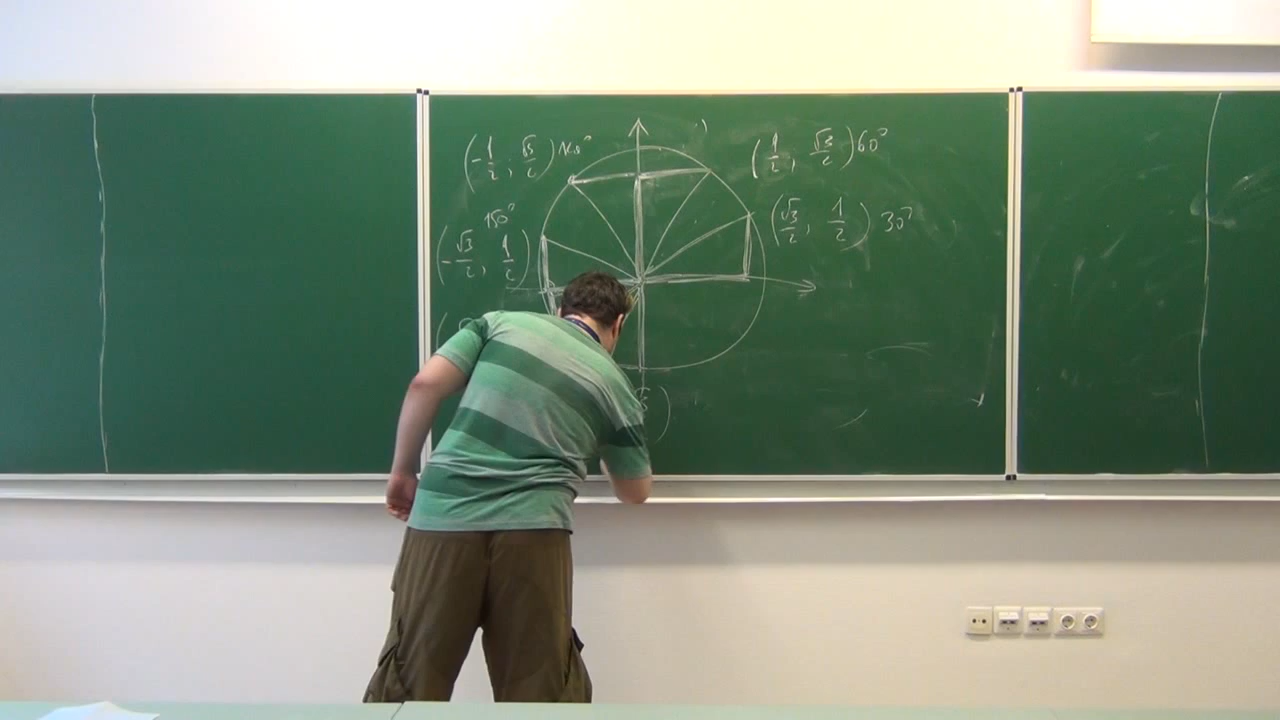 (-1/2, √3/2) 120°
(1/2, √3/2) 60°
(√3/2, 1/2) 30°
150°
(-√3/2, 1/2)